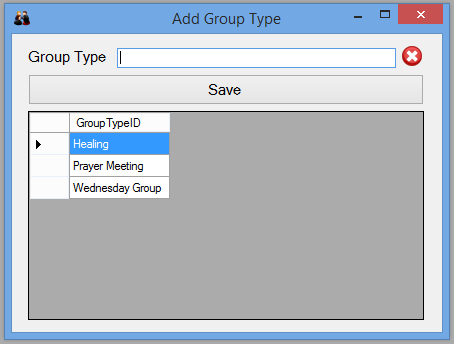 Add Group Type
Group Type
Save
GroupTypeID
Healing
Prayer Meeting
Wednesday Group